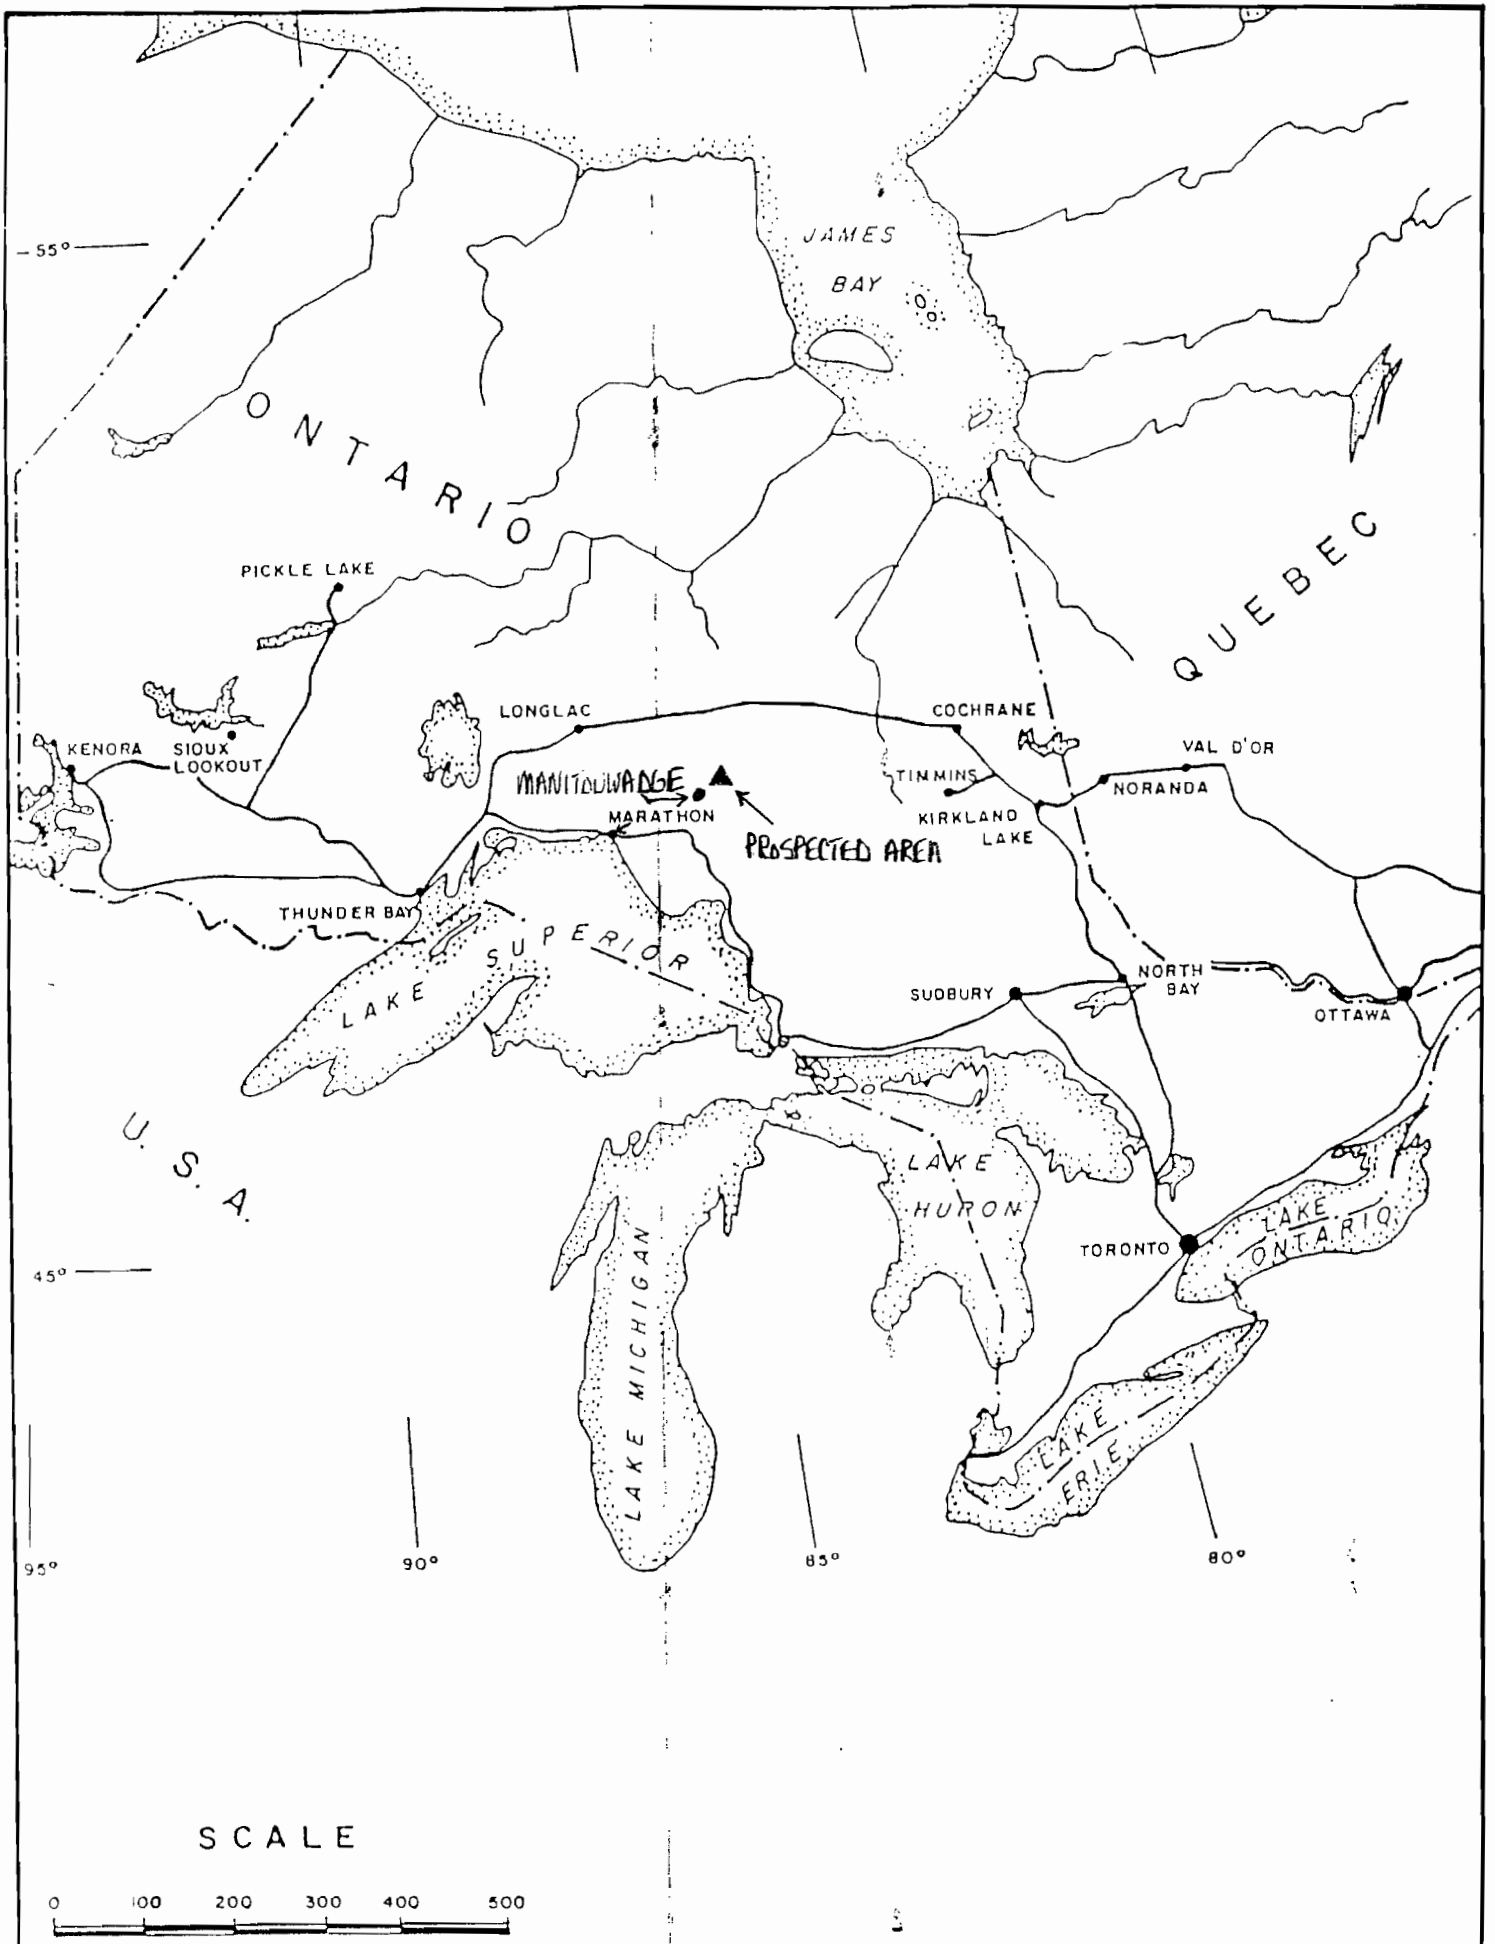 55°
JAMES
BAY
ONTARIO
QUEBEC
PICKLE LAKE
LONGLAC
COCHRANE
KENORA
SIOUX
LOOKOUT
VAL D'OR
MANITOUWADGE
TIMMINS
NORANDA
MARATHON
KIRKLAND
LAKE
PROSPECTED AREA
THUNDER BAY
LAKE SUPERIOR
SUDBURY
NORTH
BAY
OTTAWA
U.S.A.
LAKE
HURON
LAKE
ONTARIO
TORONTO
45°
LAKE MICHIGAN
LAKE
ERIE
95°
90°
85°
80°
SCALE
0 100 200 300 400 500